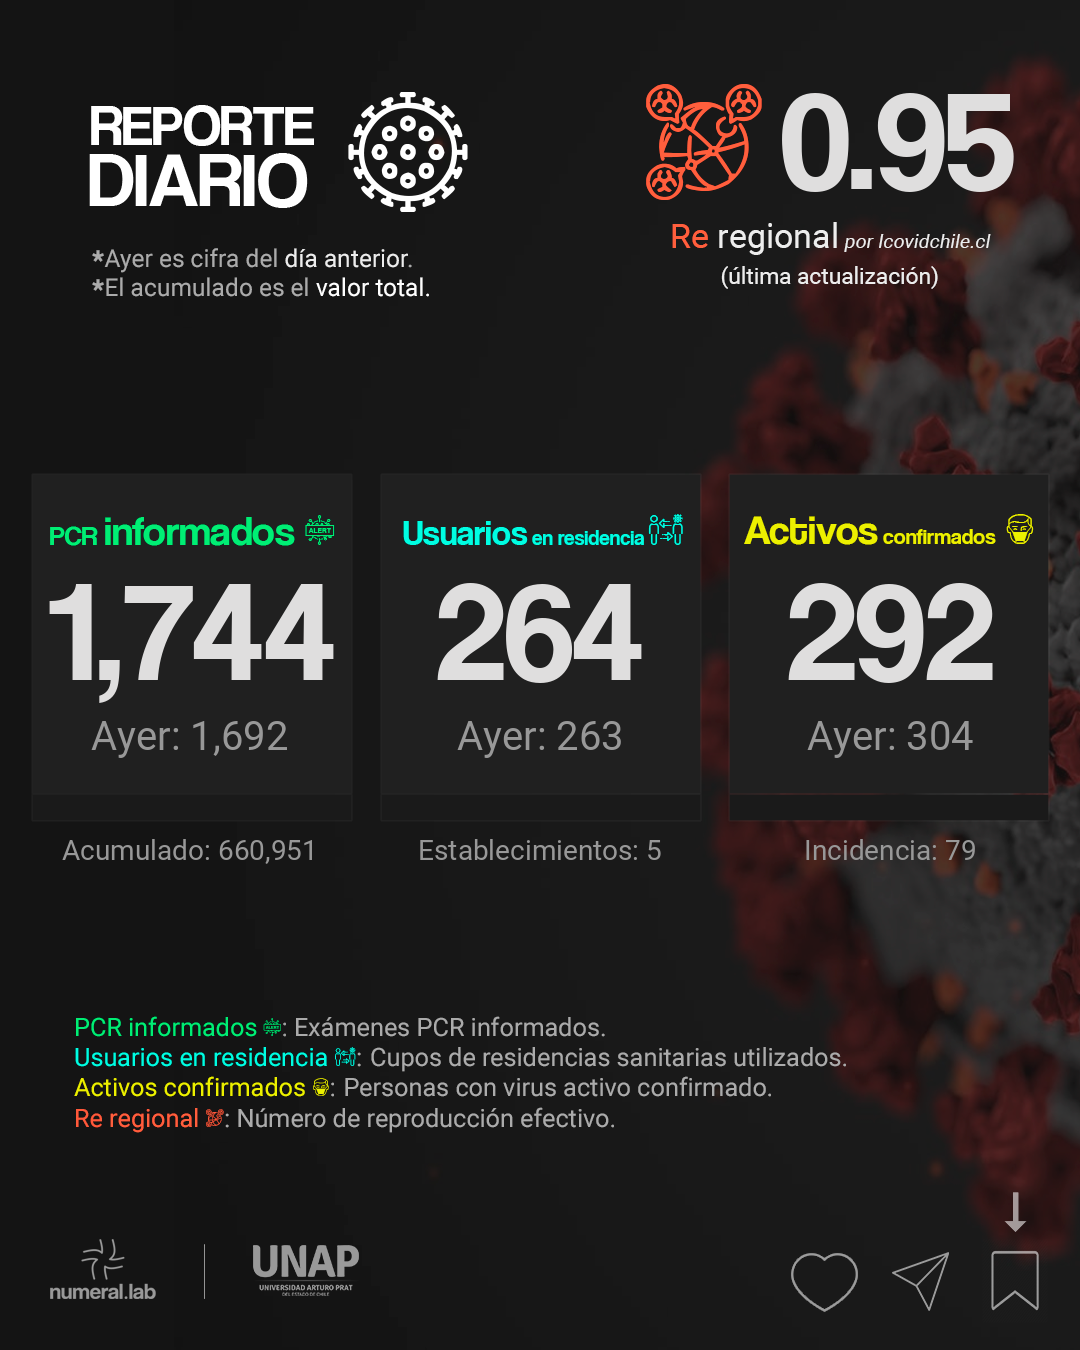 REPORTE
DIARIO
*Ayer es cifra del día anterior.
*El acumulado es el valor total.
0.95
Re regional por Icovidchile.cl
(última actualización)
PCR informados ALERT
1,744
Ayer: 1,692
Acumulado: 660,951
Usuarios en residencia
264
Ayer: 263
Establecimientos: 5
Activos confirmados
292
Ayer: 304
Incidencia: 79
PCR informados : Exámenes PCR informados.
Usuarios en residencia : Cupos de residencias sanitarias utilizados.
Activos confirmados : Personas con virus activo confirmado.
Re regional : Número de reproducción efectivo.
numeral.lab
UNAP
UNIVERSIDAD ARTURO PRAT
DEL ESTADO DE CHILE